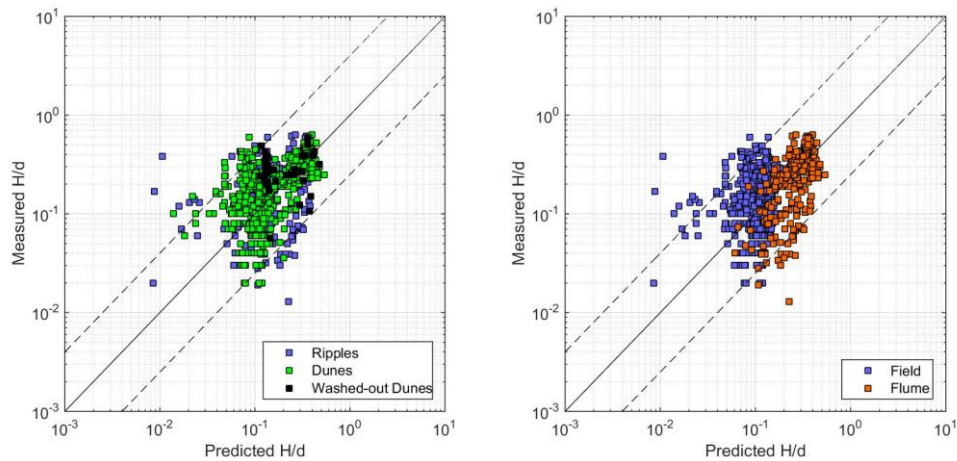 10^1
10^0
10^-1
10^-2
10^-3
Measured H/d
Ripples
Dunes
Washed-out Dunes
10^-3 10^-2 10^-1 10^0 10^1
Predicted H/d
10^1
10^0
10^-1
10^-2
10^-3
Measured H/d
Field
Flume
10^-3 10^-2 10^-1 10^0 10^1
Predicted H/d